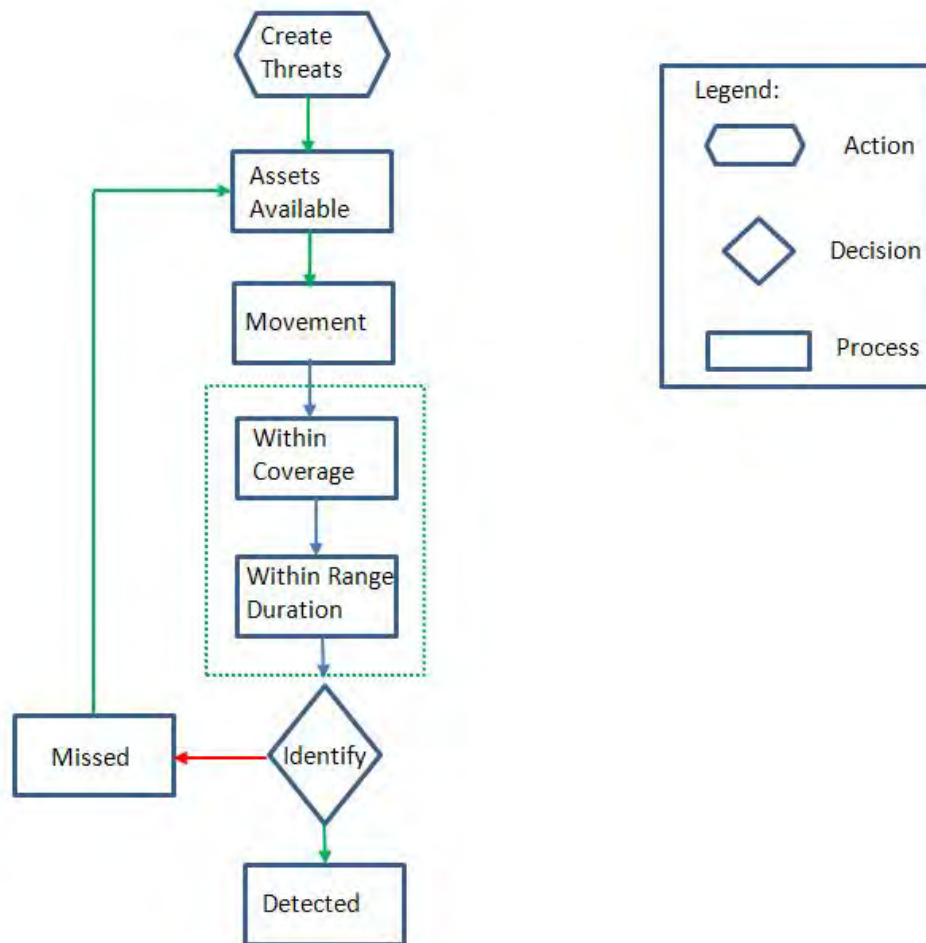 Create
Threats
Legend:
Action
Assets
Available
Decision
Movement
Process
Within
Coverage
Within Range
Duration
Missed
Identify
Detected